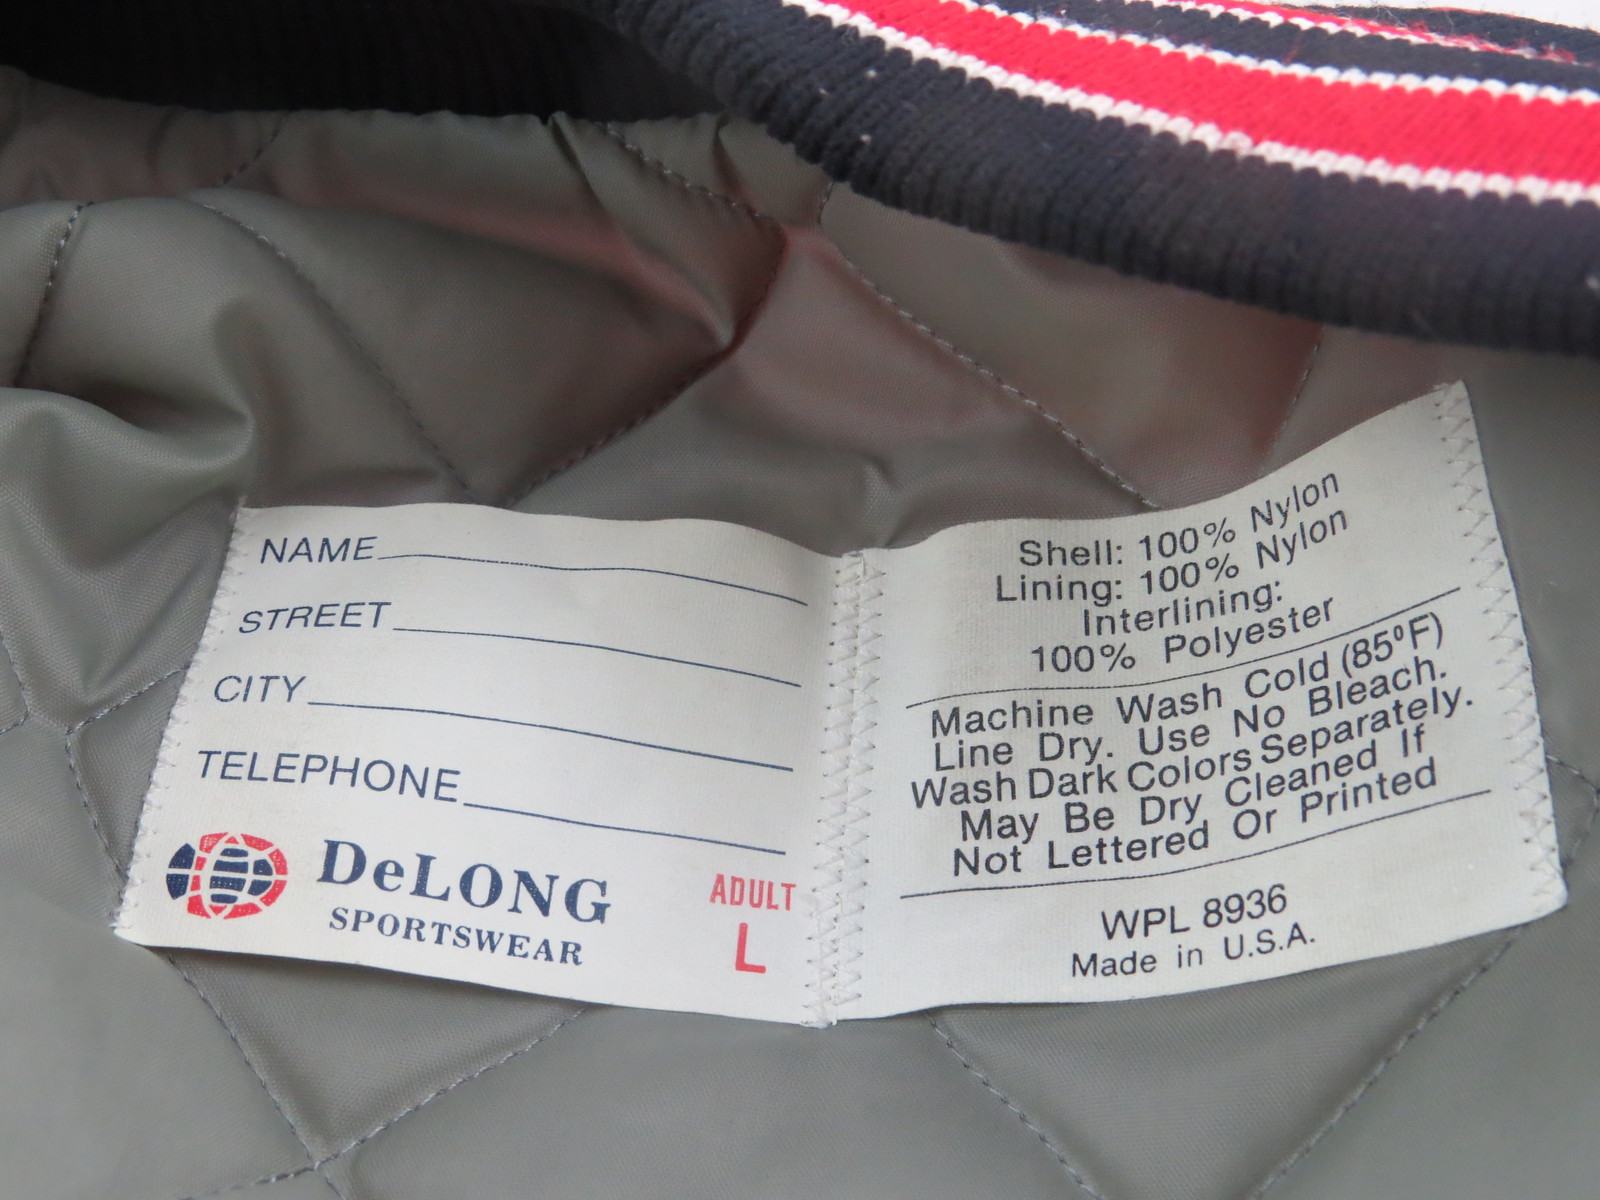 NAME
STREET
CITY
TELEPHONE
DeLONG
SPORTSWEAR
ADULT
L
Shell: 100% Nylon
Lining: 100% Nylon
Interlining:
100% Polyester
Machine Wash Cold (85ºF)
Line Dry. Use No Bleach.
Wash Dark Colors Separately.
May Be Dry Cleaned If
Not Lettered Or Printed
WPL 8936
Made in U.S.A.